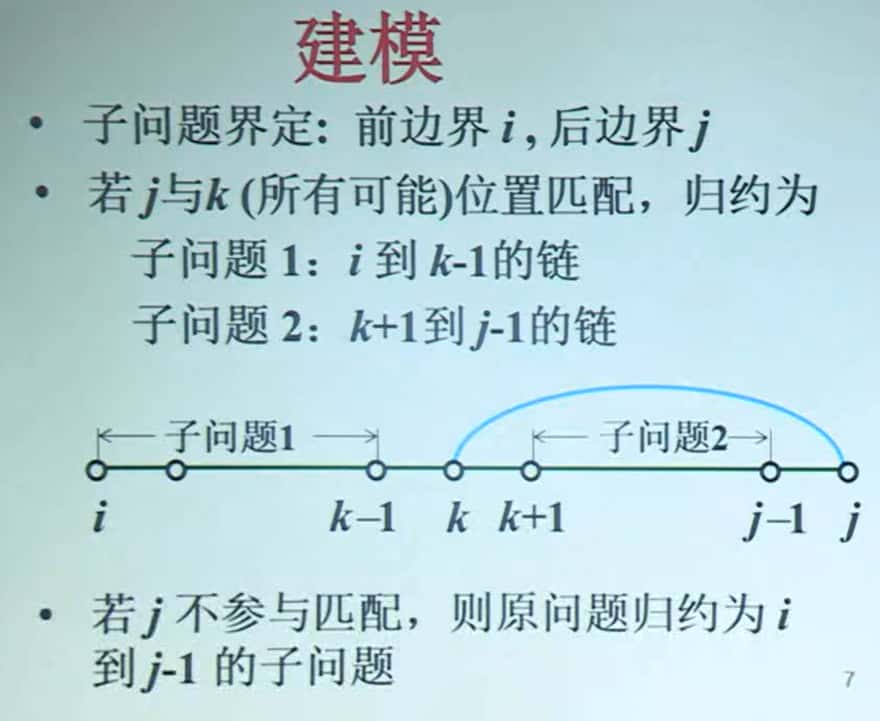 建模
• 子问题界定: 前边界 i , 后边界 j
• 若 j与k (所有可能)位置匹配，归约为
子问题 1：i 到 k-1的链
子问题 2：k+1到 j-1的链
子问题1 子问题2
i k–1 k k+1 j–1 j
• 若 j 不参与匹配，则原问题归约为 i
到 j-1 的子问题
7